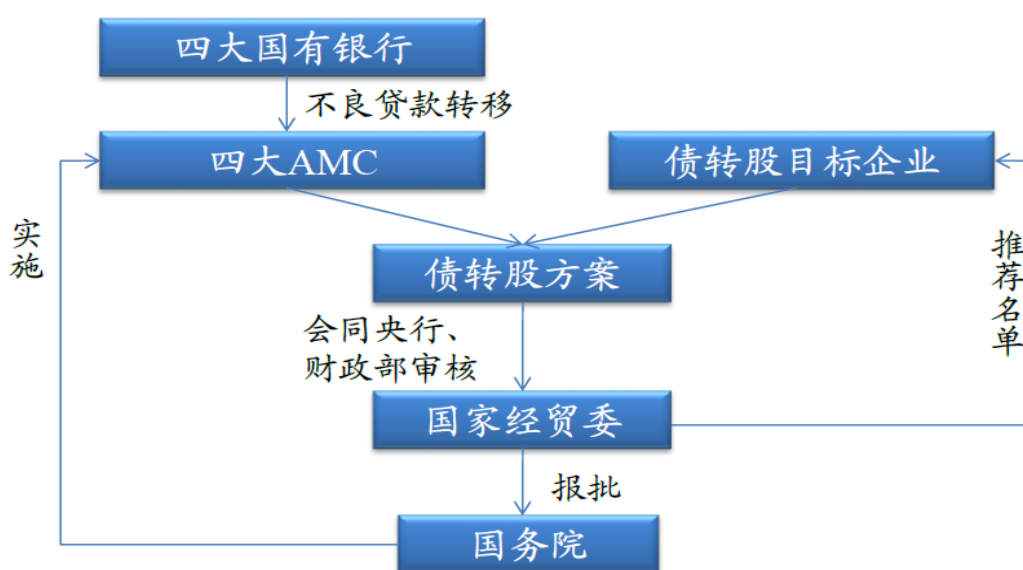 四大国有银行
不良贷款转移
四大AMC
债转股目标企业
实
施
债转股方案
推
荐
名
单
会同央行、
财政部审核
国家经贸委
报批
国务院